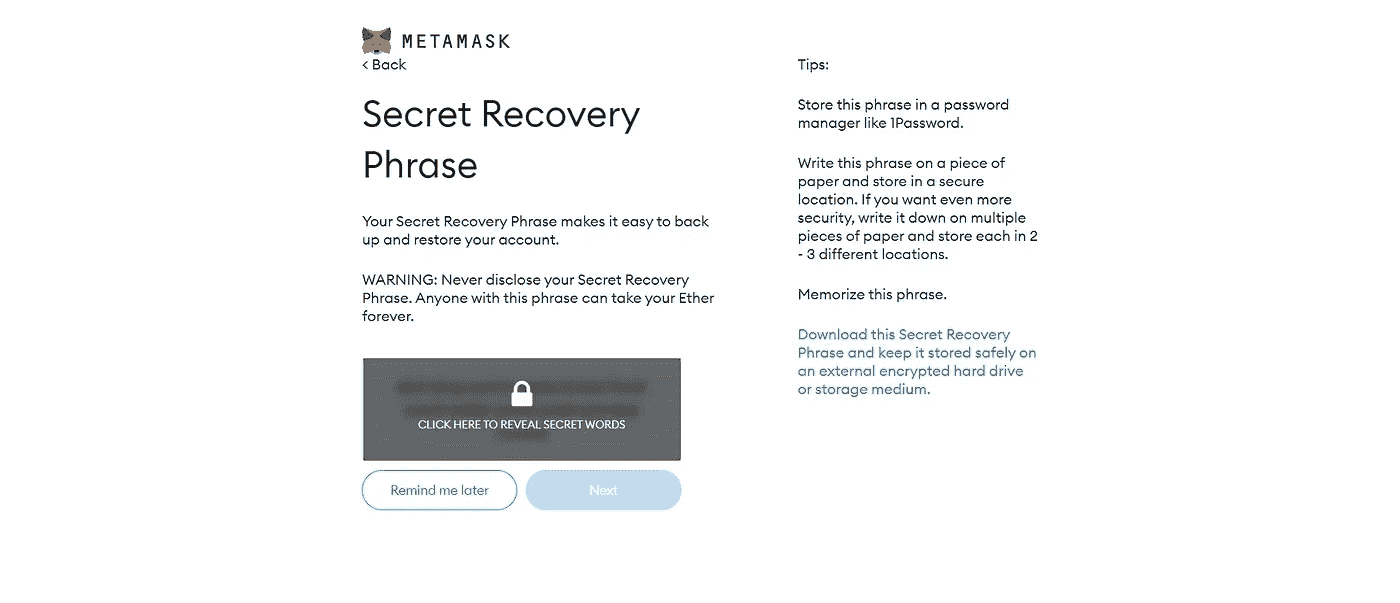 METAMASK
< Back
Secret Recovery
Phrase
Your Secret Recovery Phrase makes it easy to back
up and restore your account.
WARNING: Never disclose your Secret Recovery
Phrase. Anyone with this phrase can take your Ether
forever.
CLICK HERE TO REVEAL SECRET WORDS
Remind me later
Next
Tips:
Store this phrase in a password
manager like 1Password.
Write this phrase on a piece of
paper and store in a secure
location. If you want even more
security, write it down on multiple
pieces of paper and store each in 2
- 3 different locations.
Memorize this phrase.
Download this Secret Recovery
Phrase and keep it stored safely on
an external encrypted hard drive
or storage medium.